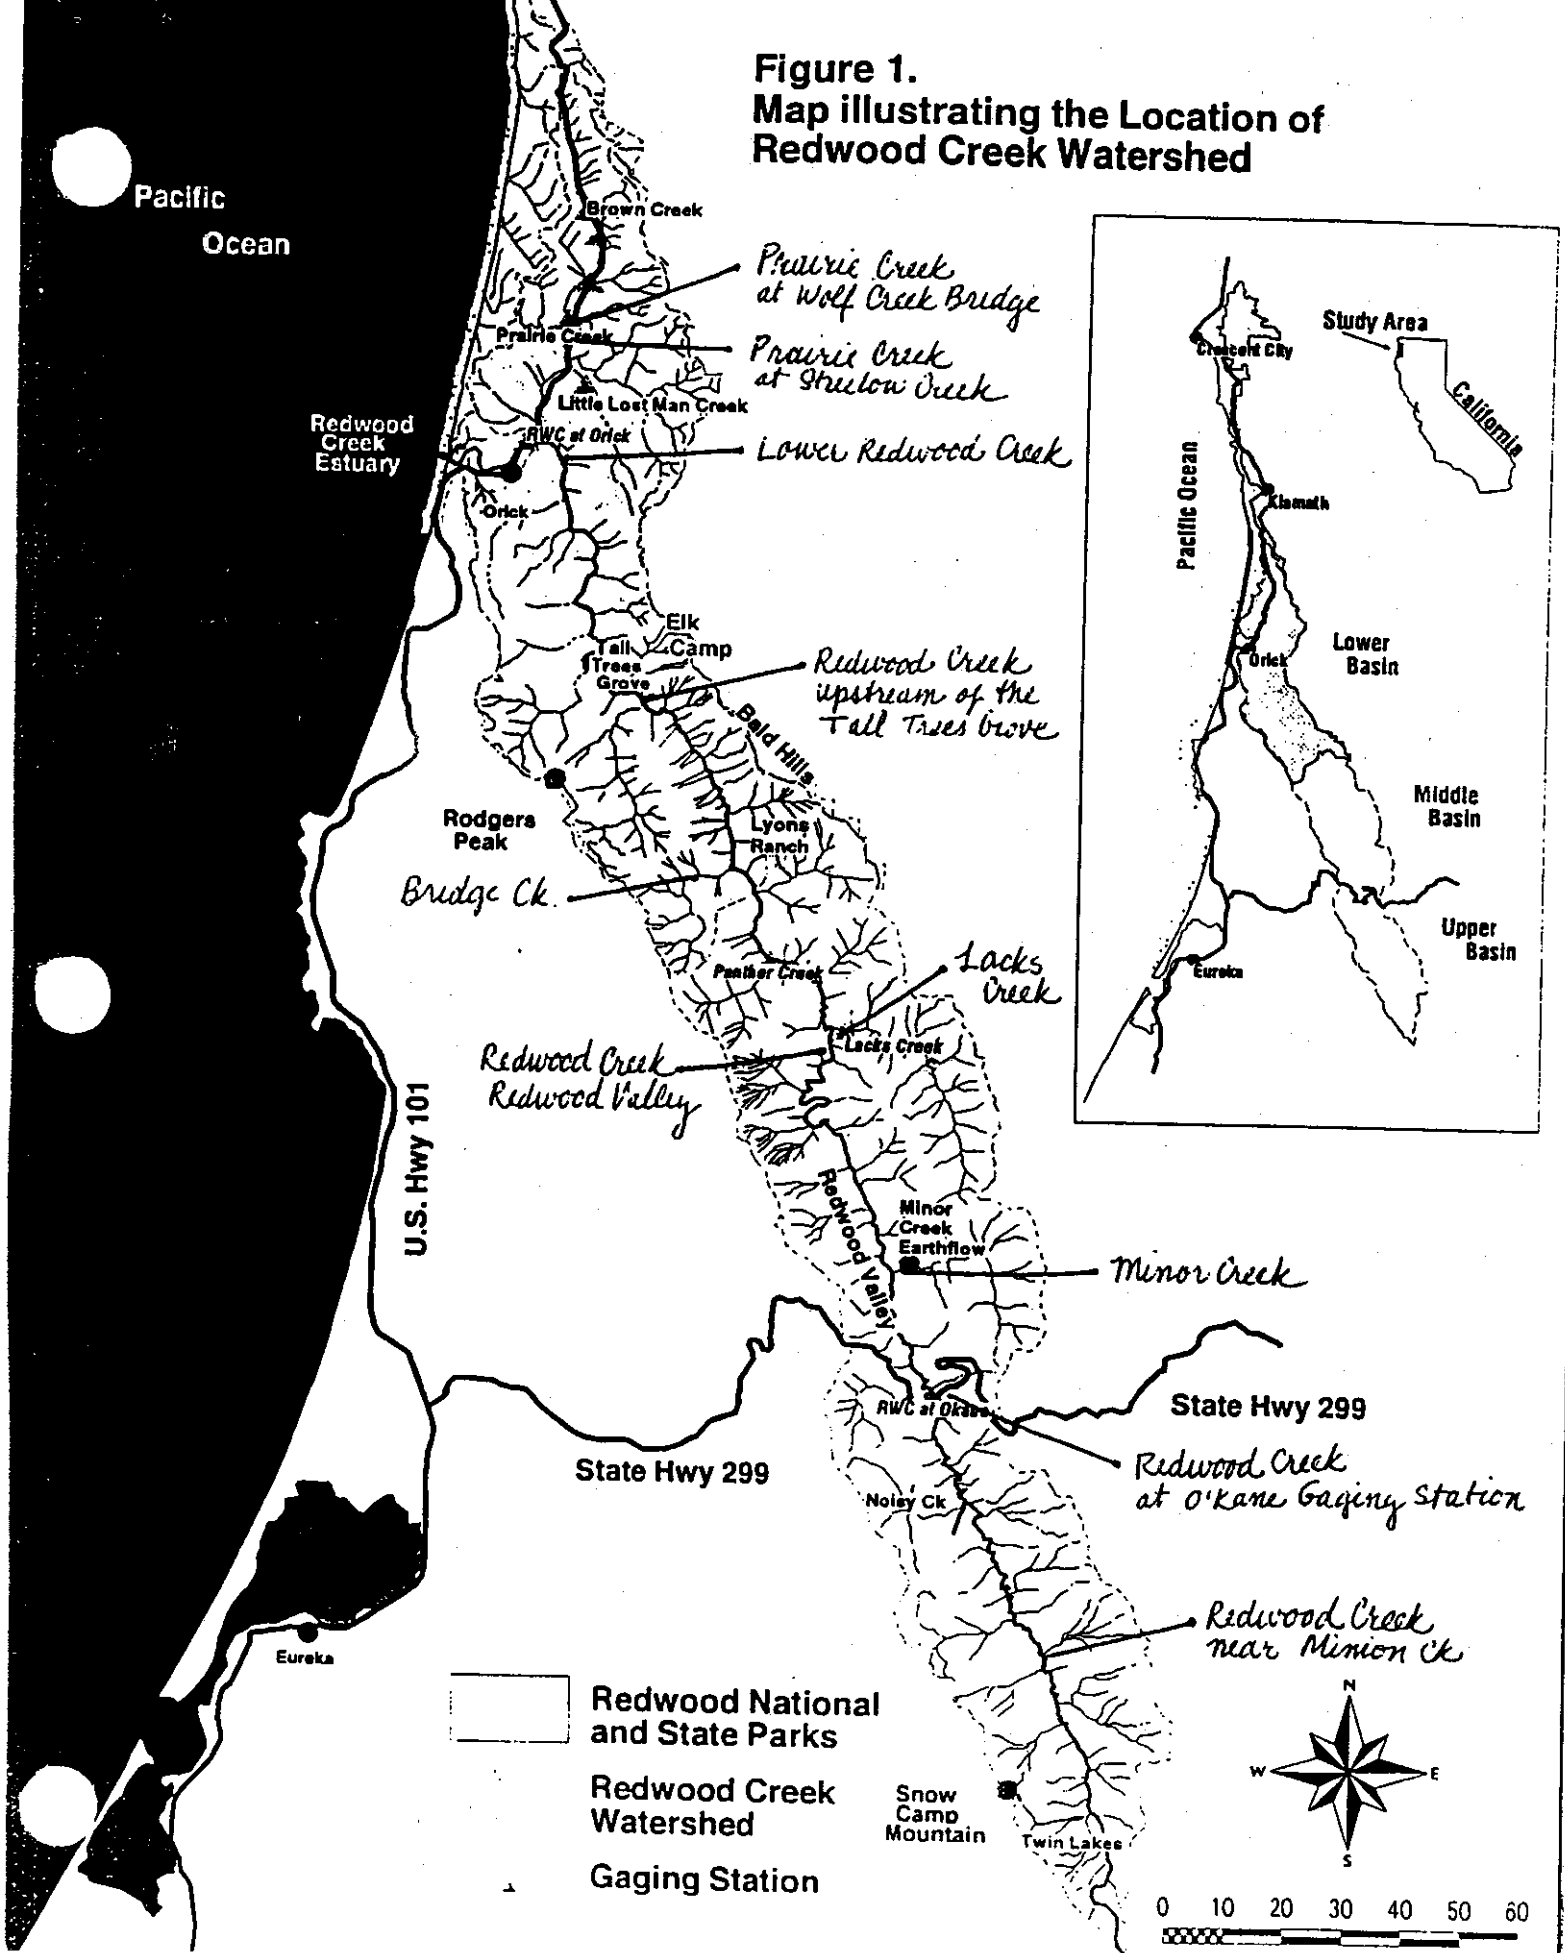 Figure 1.
Map illustrating the Location of
Redwood Creek Watershed
Pacific
Ocean
Brown Creek
Prairie Creek
at Wolf Creek Bridge
Prairie Creek
Prairie Creek
at Streelow Creek
Little Lost Man Creek
Redwood
Creek
Estuary
RWC at Orick
Lower Redwood Creek
Orick
Elk
Camp
Tall
Trees
Grove
Redwood Creek
upstream of the
Tall Trees Grove
Bald Hills
Rodgers
Peak
Lyons
Ranch
Bridge Ck.
Panther Creek
Lacks
Creek
Lacks Creek
Redwood Creek
Redwood Valley
U.S. Hwy 101
Redwood Valley
Minor
Creek
Earthflow
Minor Creek
RWC at Okane
State Hwy 299
State Hwy 299
Redwood Creek
at O'Kane Gaging Station
Noisy Ck
Redwood Creek
near Minion Ck
Eureka
Snow
Camp
Mountain
Twin Lakes
Redwood National
and State Parks
Redwood Creek
Watershed
Gaging Station
N
W
E
S
0 10 20 30 40 50 60
Study Area
California
Crescent City
Pacific Ocean
Klamath
Orick
Lower
Basin
Middle
Basin
Upper
Basin
Eureka